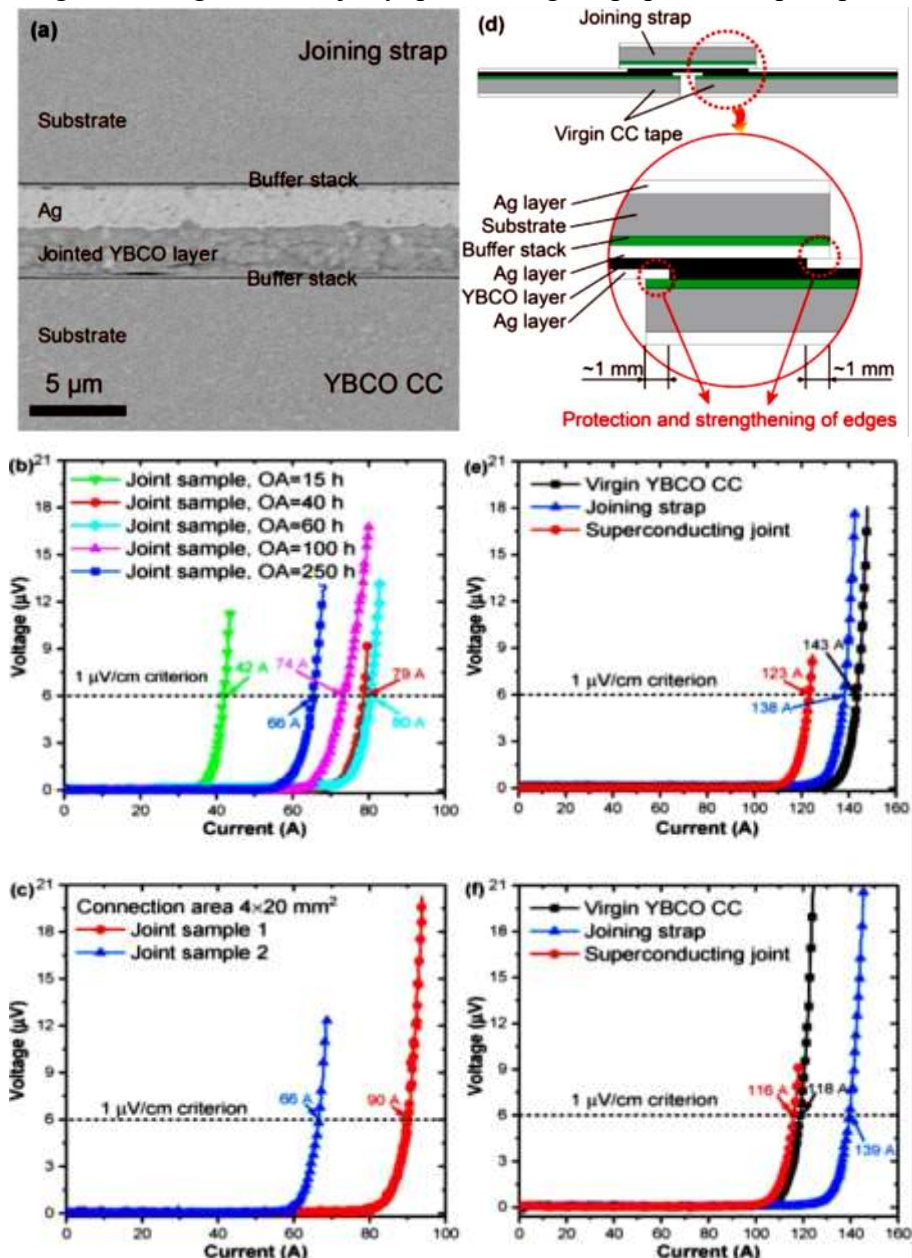 (a)
Joining strap
Substrate
Buffer stack
Ag
Jointed YBCO layer
Buffer stack
Substrate
5 μm
YBCO CC
(d)
Joining strap
Virgin CC tape
Ag layer
Substrate
Buffer stack
Ag layer
YBCO layer
Ag layer
~1 mm
~1 mm
Protection and strengthening of edges
(b)
21
18
15
12
9
6
3
0
Voltage (μV)
Joint sample, OA=15 h
Joint sample, OA=40 h
Joint sample, OA=60 h
Joint sample, OA=100 h
Joint sample, OA=250 h
1 μV/cm criterion
42 A
74 A
79 A
66 A
80 A
0 20 40 60 80 100
Current (A)
(e)
21
18
15
12
9
6
3
0
Voltage (μV)
Virgin YBCO CC
Joining strap
Superconducting joint
143 A
1 μV/cm criterion
123 A
138 A
0 20 40 60 80 100 120 140 160
Current (A)
(c)
21
18
15
12
9
6
3
0
Voltage (μV)
Connection area 4×20 mm²
Joint sample 1
Joint sample 2
1 μV/cm criterion
66 A
90 A
0 20 40 60 80 100
Current (A)
(f)
21
18
15
12
9
6
3
0
Voltage (μV)
Virgin YBCO CC
Joining strap
Superconducting joint
1 μV/cm criterion
116 A
118 A
139 A
0 20 40 60 80 100 120 140 160
Current (A)